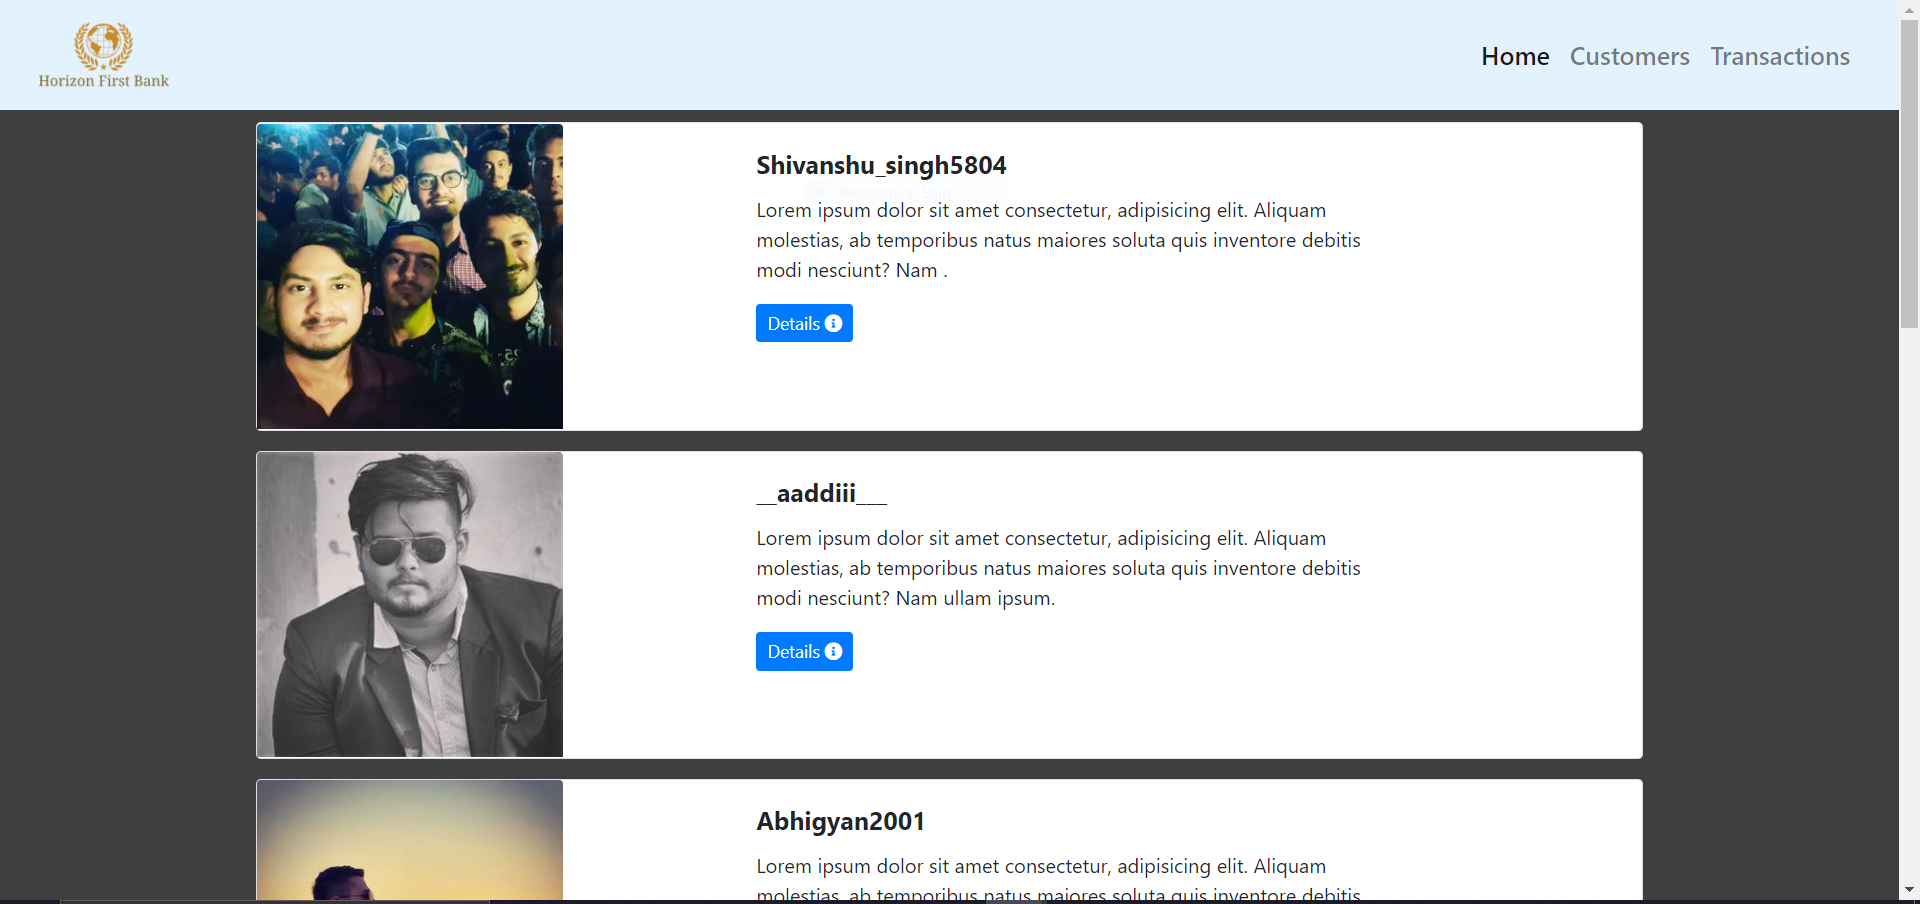 Horizon First Bank
Home Customers Transactions
Shivanshu_singh5804
Rectangular Snip
Lorem ipsum dolor sit amet consectetur, adipisicing elit. Aliquam
molestias, ab temporibus natus maiores soluta quis inventore debitis
modi nesciunt? Nam .
Details
__aaddiii___
Lorem ipsum dolor sit amet consectetur, adipisicing elit. Aliquam
molestias, ab temporibus natus maiores soluta quis inventore debitis
modi nesciunt? Nam ullam ipsum.
Details
Abhigyan2001
Lorem ipsum dolor sit amet consectetur, adipisicing elit. Aliquam
molestias, ab temporibus natus maiores soluta quis inventore debitis